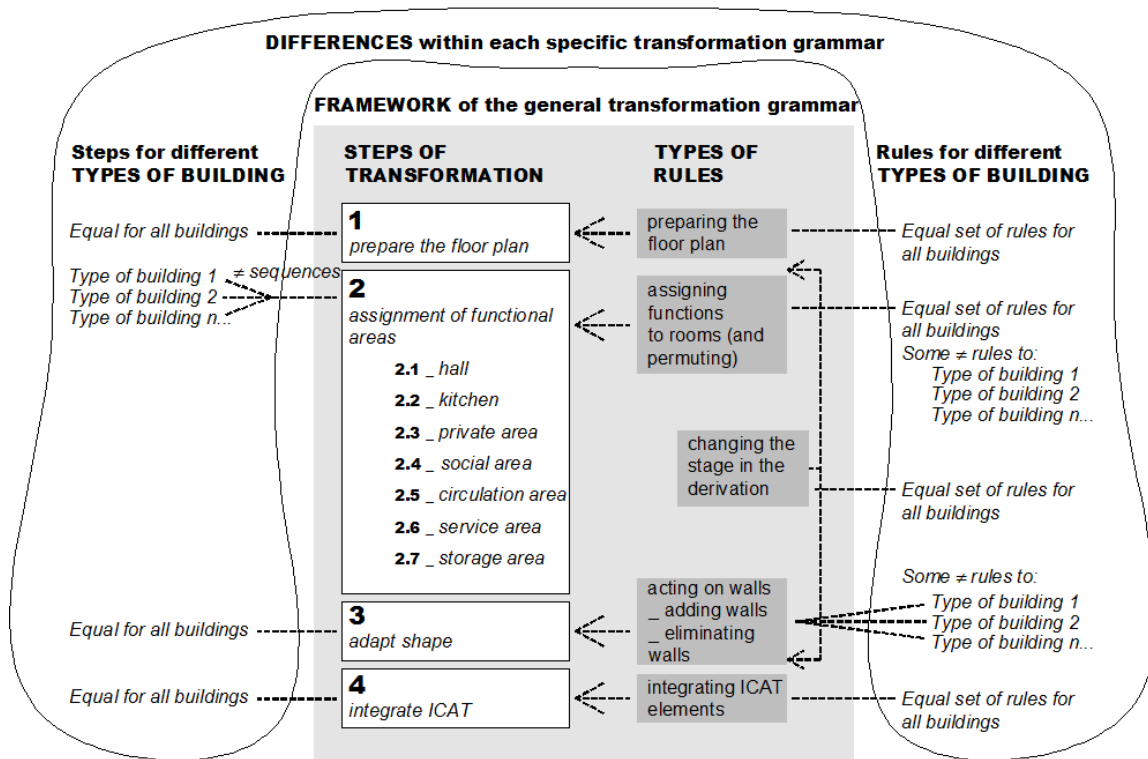 DIFFERENCES within each specific transformation grammar
FRAMEWORK of the general transformation grammar
Steps for different
TYPES OF BUILDING
STEPS OF
TRANSFORMATION
TYPES OF
RULES
Rules for different
TYPES OF BUILDING
Equal for all buildings
1
prepare the floor plan
preparing the
floor plan
Equal set of rules for
all buildings
Type of building 1
≠ sequences
Type of building 2
Type of building n...
2
assignment of functional
areas
2.1 _ hall
2.2 _ kitchen
2.3 _ private area
2.4 _ social area
2.5 _ circulation area
2.6 _ service area
2.7 _ storage area
assigning
functions
to rooms (and
permuting)
Equal set of rules for
all buildings
Some ≠ rules to:
Type of building 1
Type of building 2
Type of building n...
changing the
stage in the
derivation
Equal set of rules for
all buildings
Equal for all buildings
3
adapt shape
acting on walls
_ adding walls
_ eliminating
walls
Some ≠ rules to:
Type of building 1
Type of building 2
Type of building n...
Equal for all buildings
4
integrate ICAT
integrating ICAT
elements
Equal set of rules for
all buildings